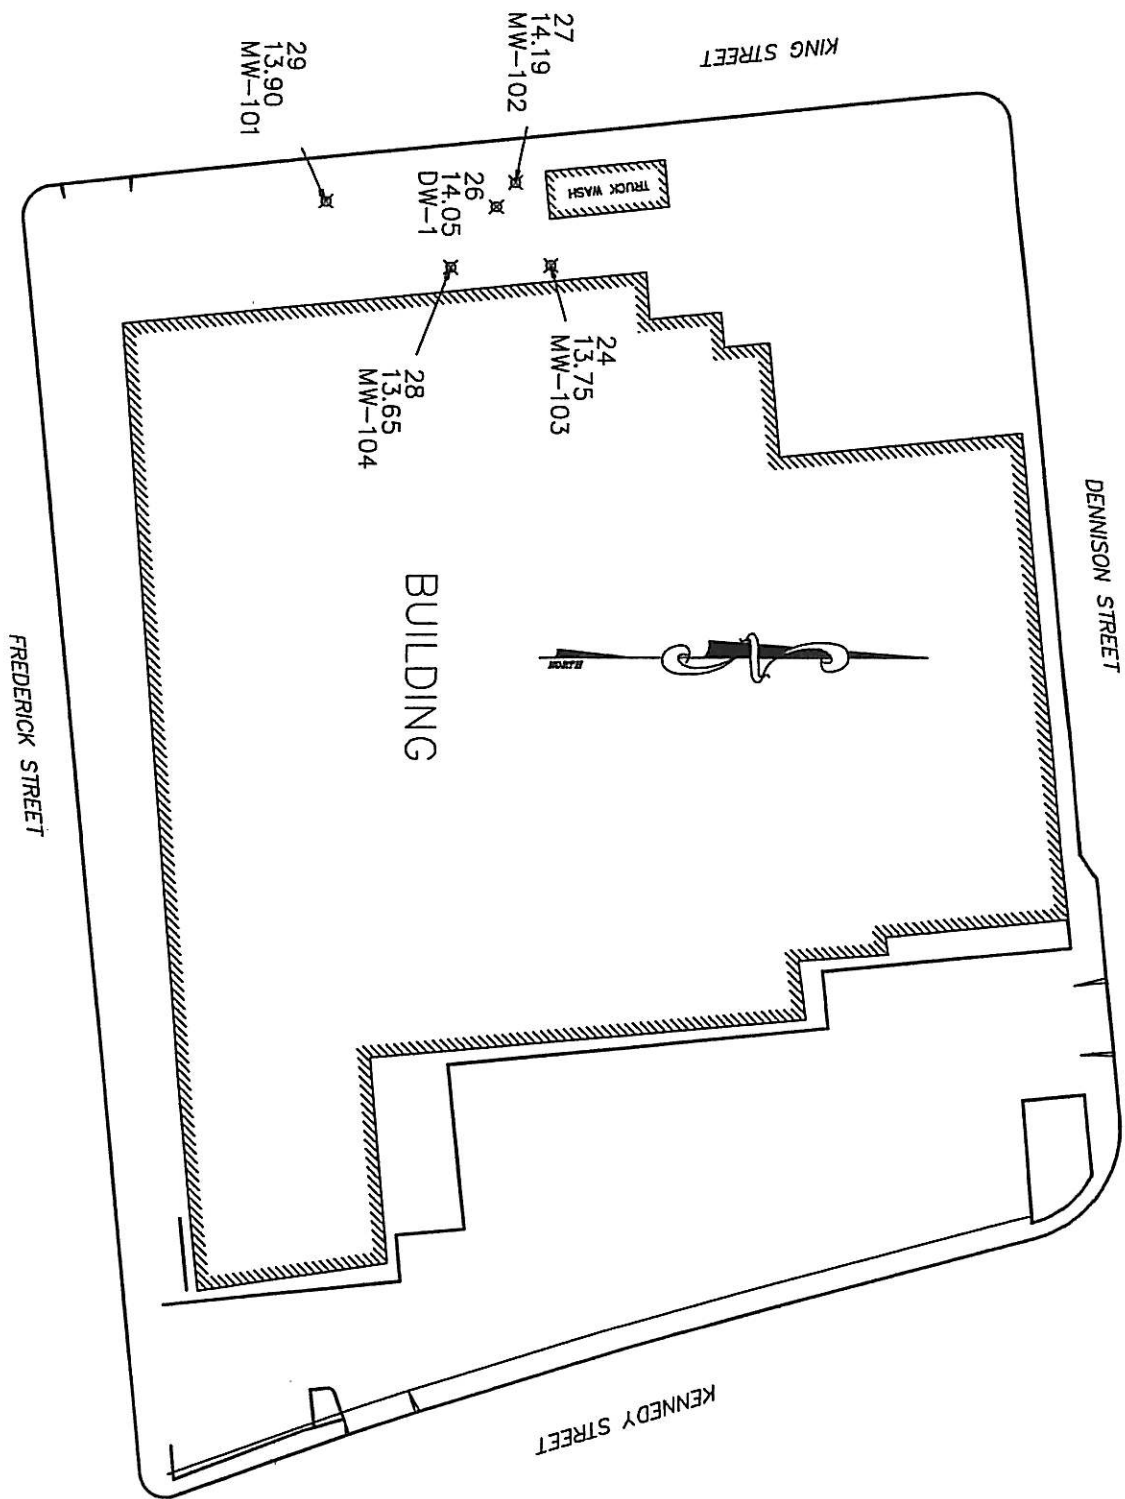 KING STREET
27
14.19
MW-102
29
13.90
MW-101
TRUCK WASH
26
14.05
DW-1
24
13.75
MW-103
28
13.65
MW-104
DENNISON STREET
BUILDING
NORTH
FREDERICK STREET
KENNEDY STREET